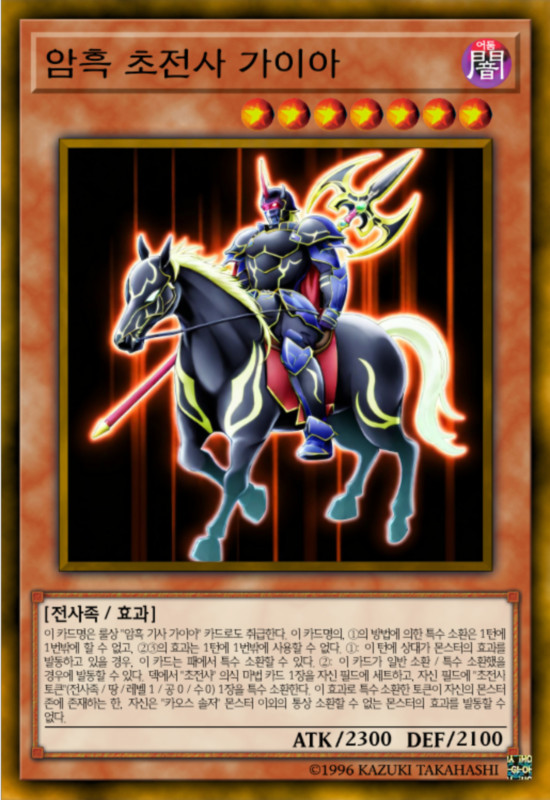 암흑 초전사 가이아
어둠
闇
[전사족 / 효과]
이 카드명은 룰상 "암흑 기사 가이아" 카드로도 취급한다. 이 카드명의, ①의 방법에 의한 특수 소환은 1턴에
1번밖에 할 수 없고, ②③의 효과는 1턴에 1번밖에 사용할 수 없다. ①: 이 턴에 상대가 몬스터의 효과를
발동하고 있을 경우, 이 카드는 패에서 특수 소환할 수 있다. ②: 이 카드가 일반 소환 / 특수 소환했을
경우에 발동할 수 있다. 덱에서 "초전사" 의식 마법 카드 1장을 자신 필드에 세트하고, 자신 필드에 "초전사
토큰"(전사족 / 땅 / 레벨 1 / 공 0 / 수 0) 1장을 특수 소환한다. 이 효과로 특수 소환한 토큰이 자신의 몬스터
존에 존재하는 한, 자신은 "카오스 솔저" 몬스터 이외의 통상 소환할 수 없는 몬스터의 효과를 발동할 수
없다.
ATK/2300 DEF/2100
©1996 KAZUKI TAKAHASHI